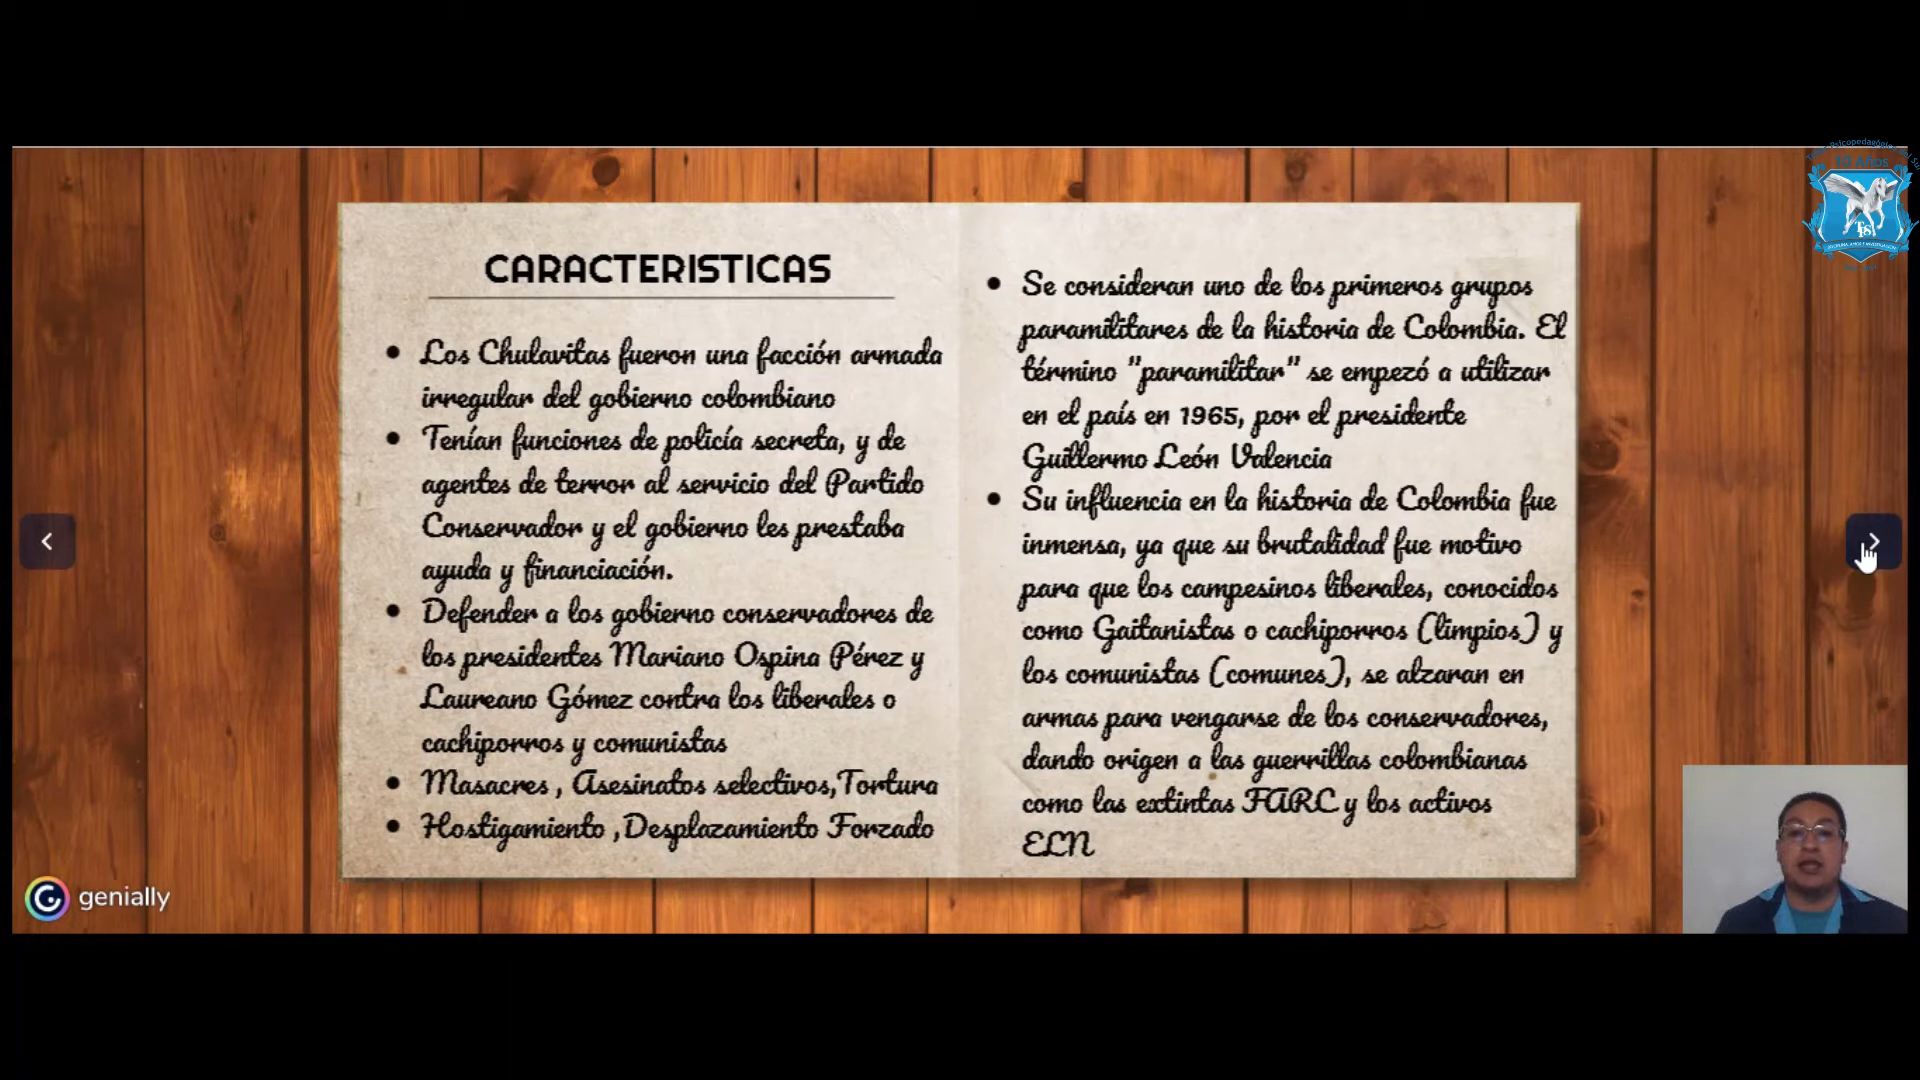 CARACTERISTICAS
Los Chulavitas fueron una facción armada
irregular del gobierno colombiano
Tenían funciones de policía secreta, y de
agentes de terror al servicio del Partido
Conservador y el gobierno les prestaba
ayuda y financiación.
Defender a los gobierno conservadores de
los presidentes Mariano Ospina Pérez y
Laureano Gómez contra los liberales o
cachiporros y comunistas
Masacres , Asesinatos selectivos,Tortura
Hostigamiento ,Desplazamiento Forzado
Se consideran uno de los primeros grupos
paramilitares de la historia de Colombia. El
término "paramilitar" se empezó a utilizar
en el país en 1965, por el presidente
Guillermo León Valencia
Su influencia en la historia de Colombia fue
inmensa, ya que su brutalidad fue motivo
para que los campesinos liberales, conocidos
como Gaitanistas o cachiporros (limpios) y
los comunistas (comunes), se alzaran en
armas para vengarse de los conservadores,
dando origen a las guerrillas colombianas
como las extintas FARC y los activos
ELN
genially
10 Años
TPS